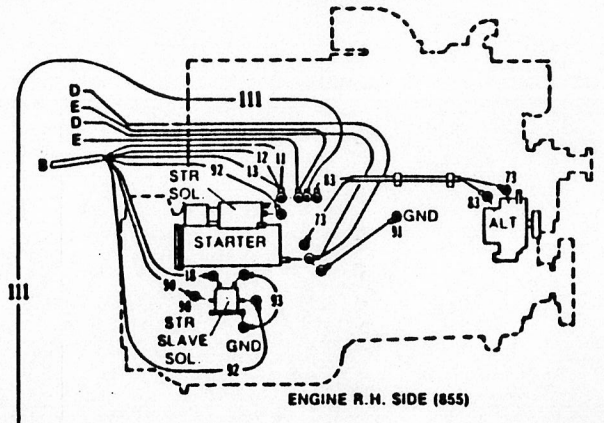 D
111
E
D
E
B
12
11
92
13
STR
SOL.
83
73
73
83
ALT
GND
91
STARTER
18
90
90
93
STR
SLAVE
SOL.
GND
92
111
ENGINE R.H. SIDE (855)